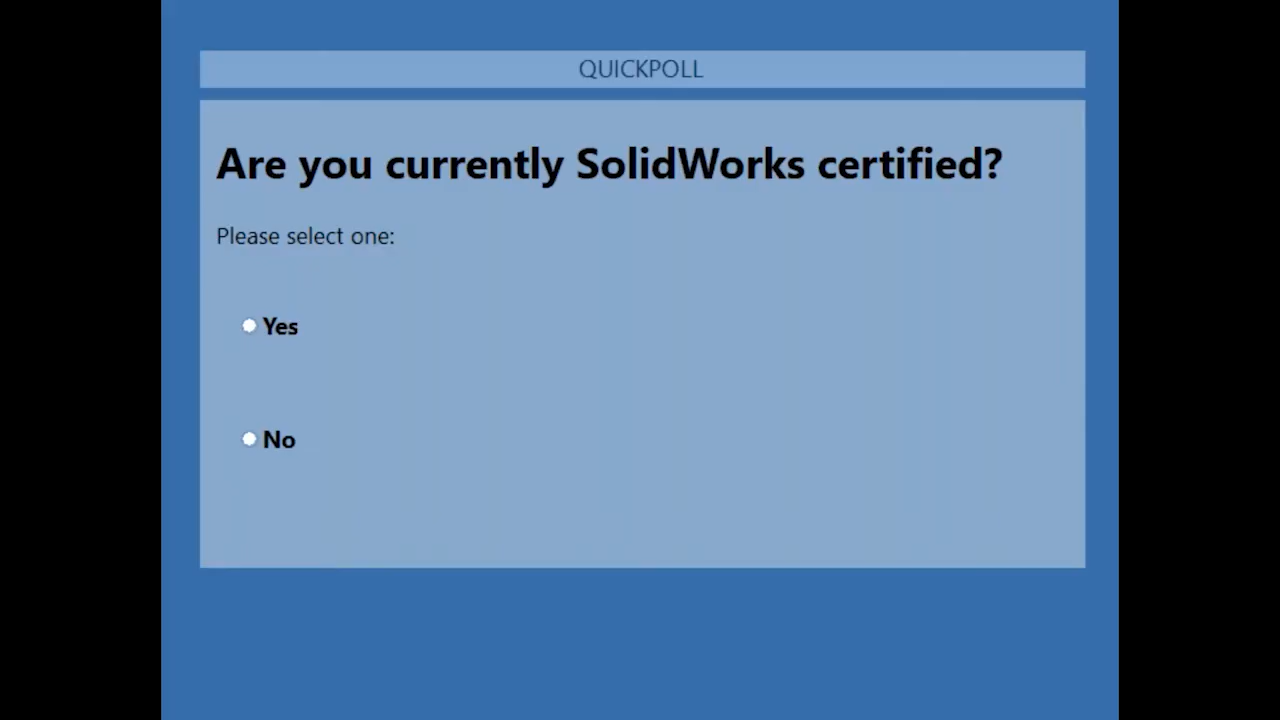 QUICKPOLL
Are you currently SolidWorks certified?
Please select one:
Yes
No